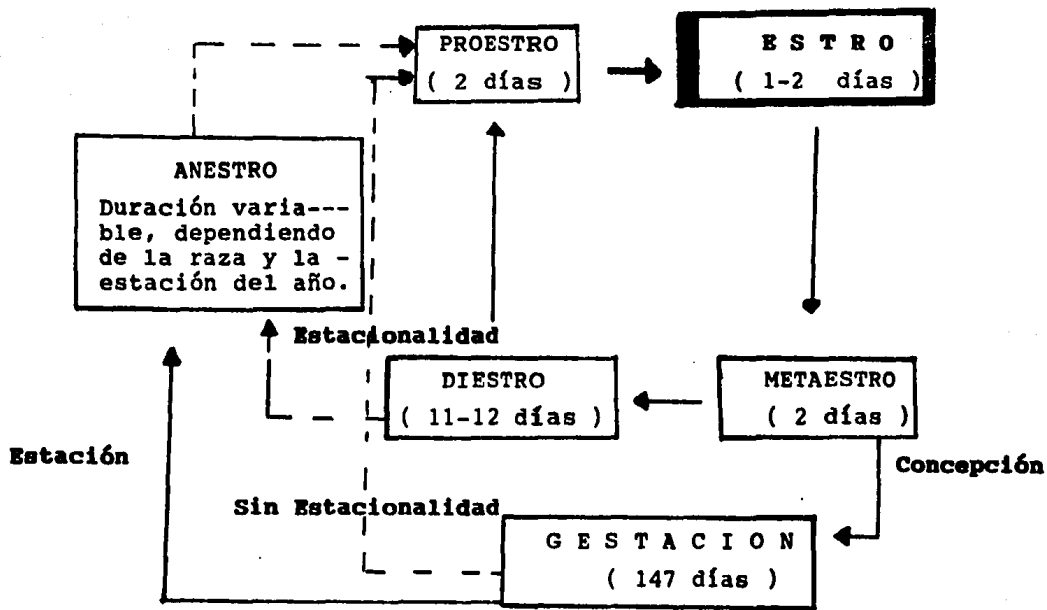 PROESTRO
( 2 días )
E S T R O
( 1-2 días )
ANESTRO
Duración varia---
ble, dependiendo
de la raza y la -
estación del año.
Estacionalidad
DIESTRO
( 11-12 días )
METAESTRO
( 2 días )
Estación
Concepción
Sin Estacionalidad
G E S T A C I O N
( 147 días )